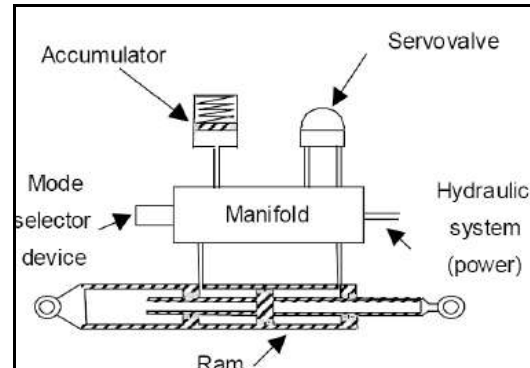 Accumulator
Servovalve
Mode
selector
device
Manifold
Hydraulic
system
(power)
Ram